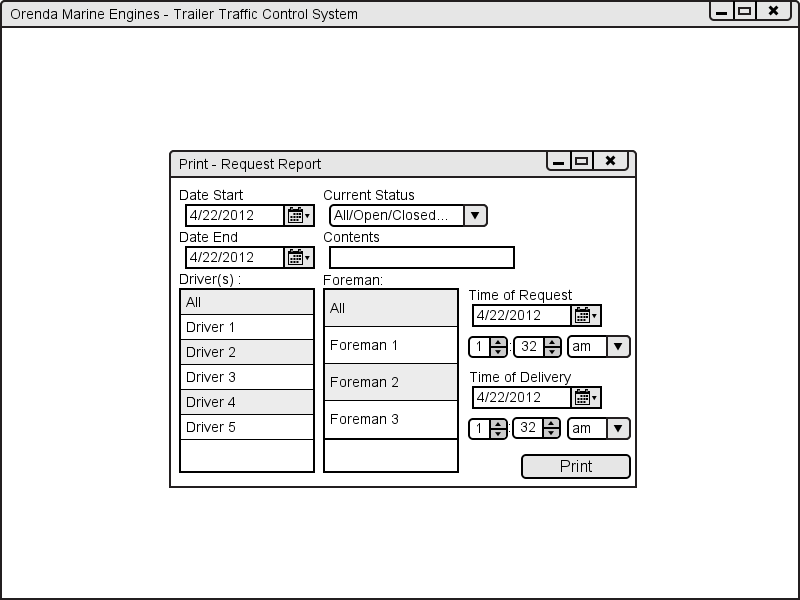 Orenda Marine Engines - Trailer Traffic Control System
Print - Request Report
Date Start
Current Status
4/22/2012
All/Open/Closed...
Date End
Contents
4/22/2012
Driver(s) :
All
Driver 1
Driver 2
Driver 3
Driver 4
Driver 5
Foreman:
All
Foreman 1
Foreman 2
Foreman 3
Time of Request
4/22/2012
1 : 32 am
Time of Delivery
4/22/2012
1 : 32 am
Print